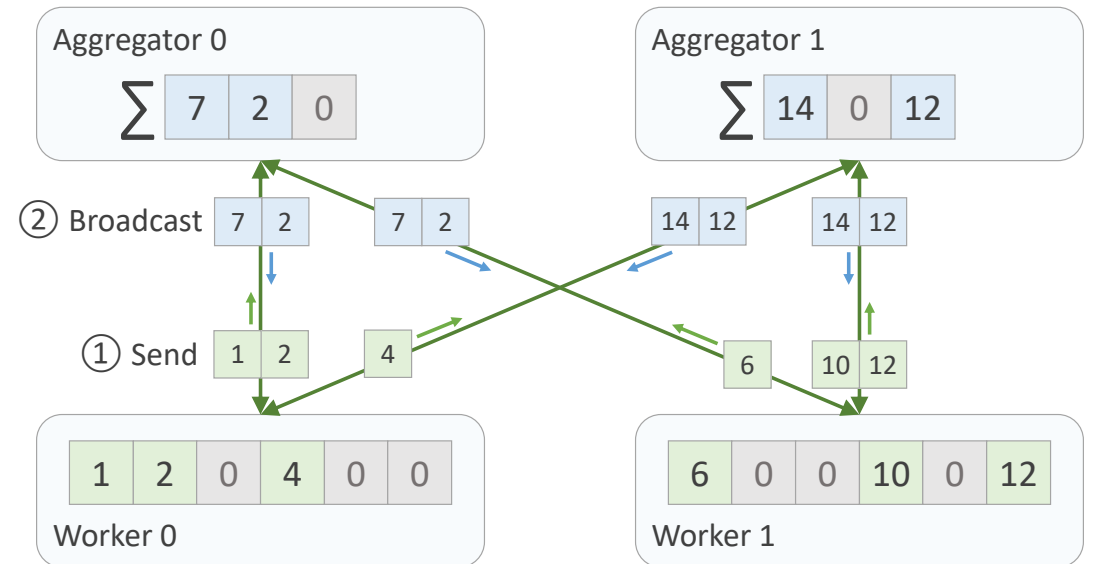 Aggregator 0
∑ 7 2 0
Aggregator 1
∑ 14 0 12
② Broadcast
7 2
7 2
14 12
14 12
① Send
1 2
4
6
10 12
1 2 0 4 0 0
Worker 0
6 0 0 10 0 12
Worker 1